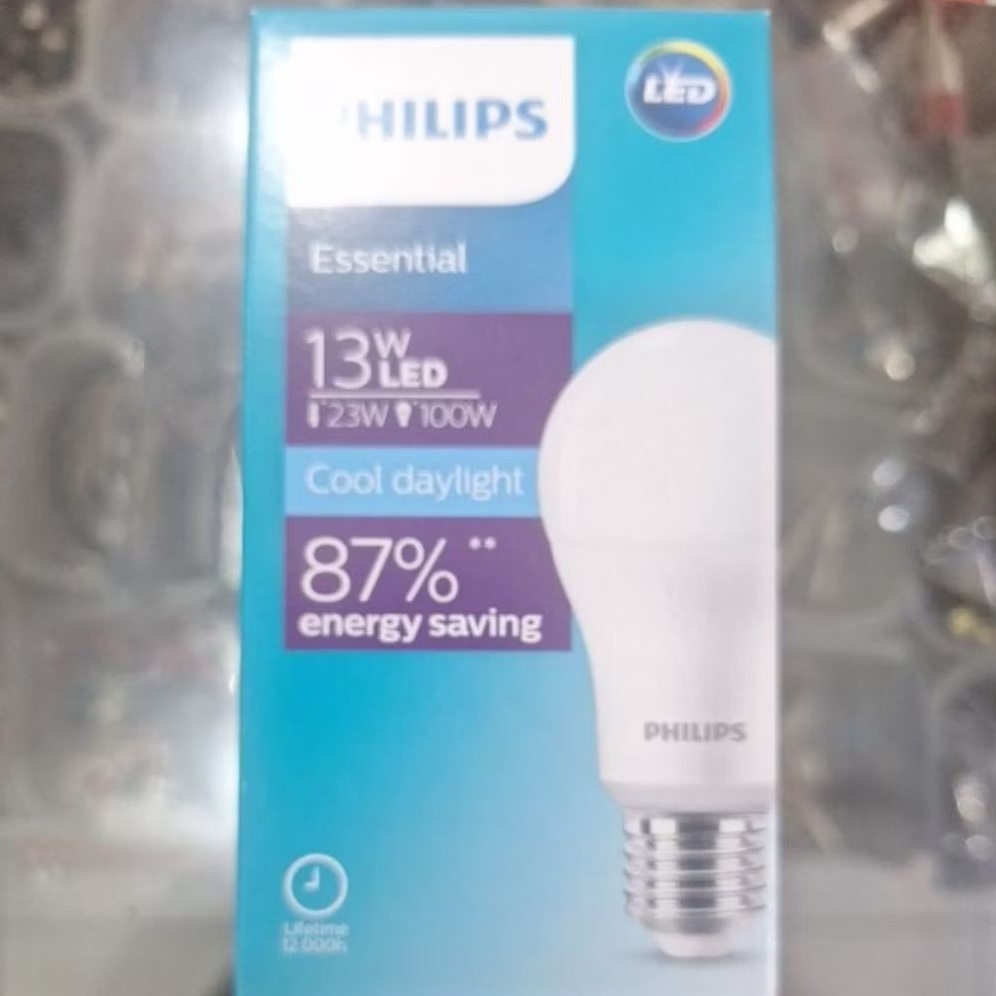 PHILIPS
LED
Essential
13W
LED
*23W *100W
Cool daylight
87%**
energy saving
PHILIPS
Lifetime
12.000h